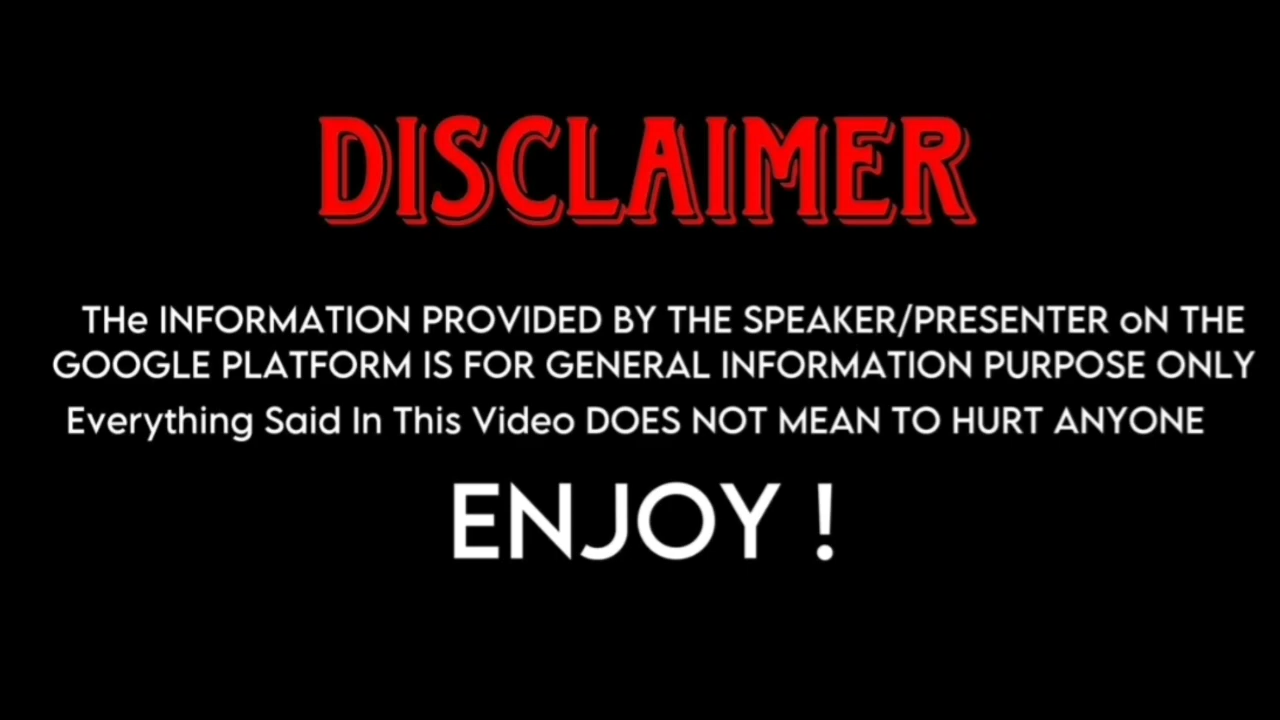 DISCLAIMER
THe INFORMATION PROVIDED BY THE SPEAKER/PRESENTER oN THE
GOOGLE PLATFORM IS FOR GENERAL INFORMATION PURPOSE ONLY
Everything Said In This Video DOES NOT MEAN TO HURT ANYONE
ENJOY !